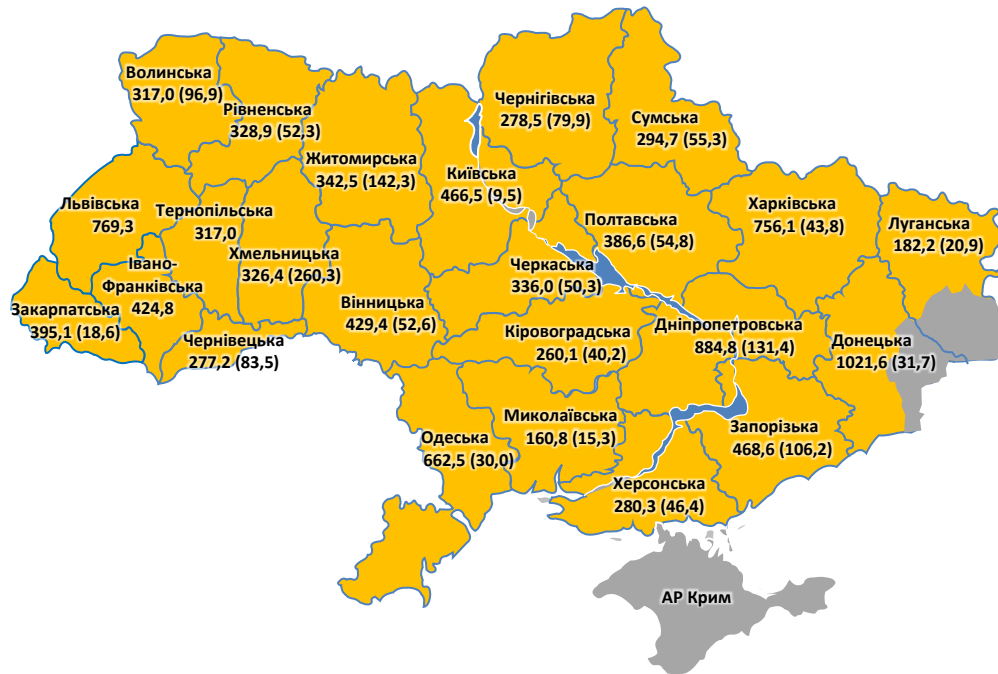 Волинська
317,0 (96,9)
Рівненська
328,9 (52,3)
Житомирська
342,5 (142,3)
Київська
466,5 (9,5)
Чернігівська
278,5 (79,9)
Сумська
294,7 (55,3)
Львівська
769,3
Тернопільська
317,0
Хмельницька
326,4 (260,3)
Івано-
Франківська
424,8
Закарпатська
395,1 (18,6)
Чернівецька
277,2 (83,5)
Вінницька
429,4 (52,6)
Черкаська
336,0 (50,3)
Полтавська
386,6 (54,8)
Харківська
756,1 (43,8)
Луганська
182,2 (20,9)
Кіровоградська
260,1 (40,2)
Дніпропетровська
884,8 (131,4)
Донецька
1021,6 (31,7)
Одеська
662,5 (30,0)
Миколаївська
160,8 (15,3)
Запорізька
468,6 (106,2)
Херсонська
280,3 (46,4)
АР Крим